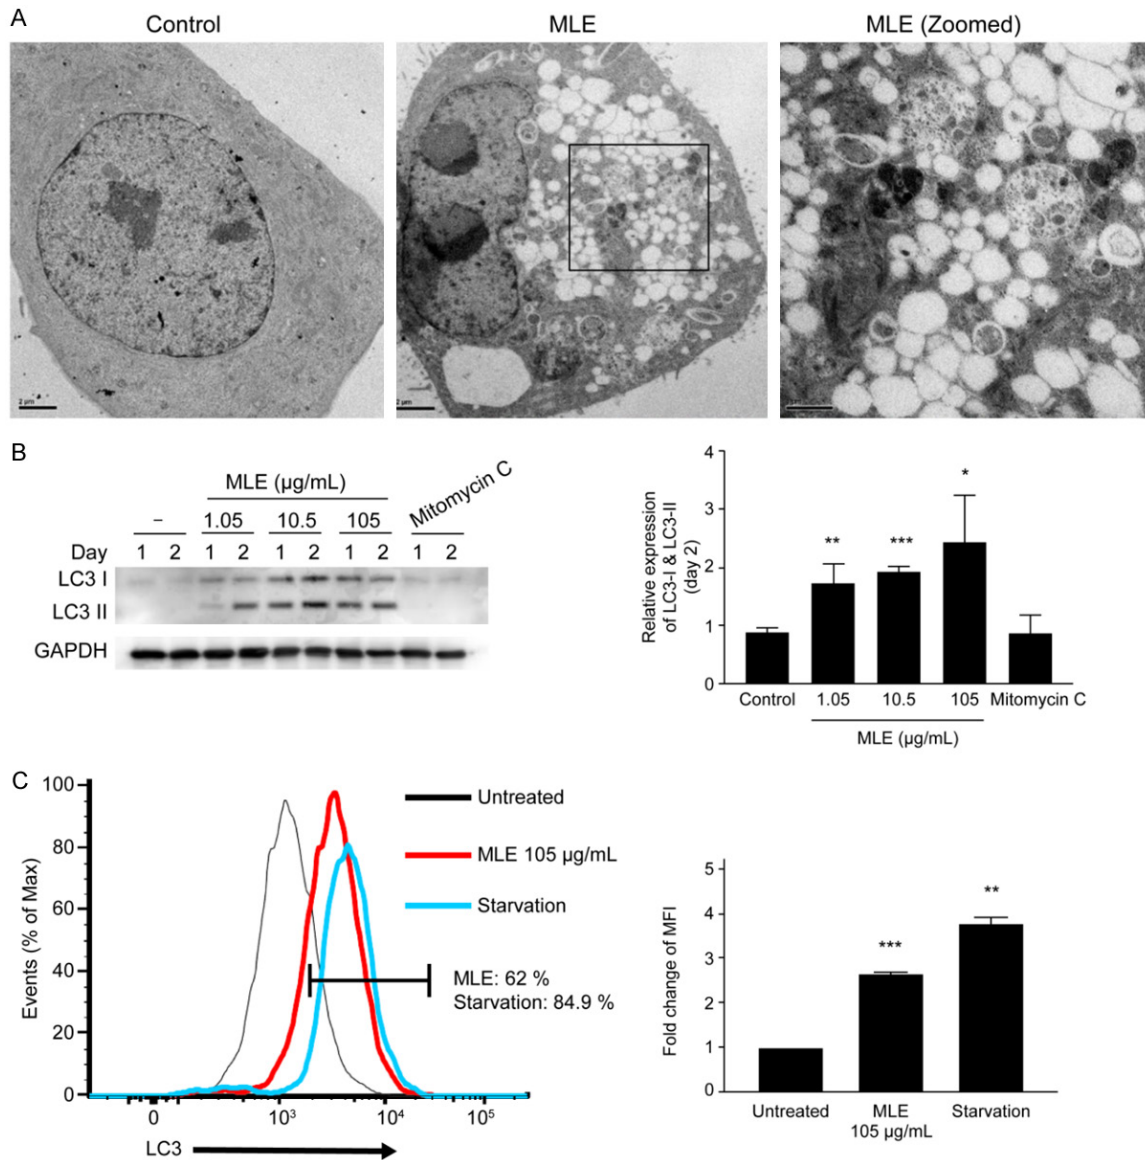 A
Control
MLE
MLE (Zoomed)
2 µm
2 µm
B
MLE (µg/mL)
Mitomycin C
– 1.05 10.5 105
Day 1 2 1 2 1 2 1 2 1 2
LC3 I
LC3 II
GAPDH
Relative expression
of LC3-I & LC3-II
(day 2)
4
3
2
1
0
** *** *
Control 1.05 10.5 105 Mitomycin C
MLE (µg/mL)
C
Events (% of Max)
100
80
60
40
20
0
Untreated
MLE 105 µg/mL
Starvation
MLE: 62 %
Starvation: 84.9 %
0 10³ 10⁴ 10⁵
LC3
Fold change of MFI
5
4
3
2
1
0
*** **
Untreated MLE Starvation
105 µg/mL